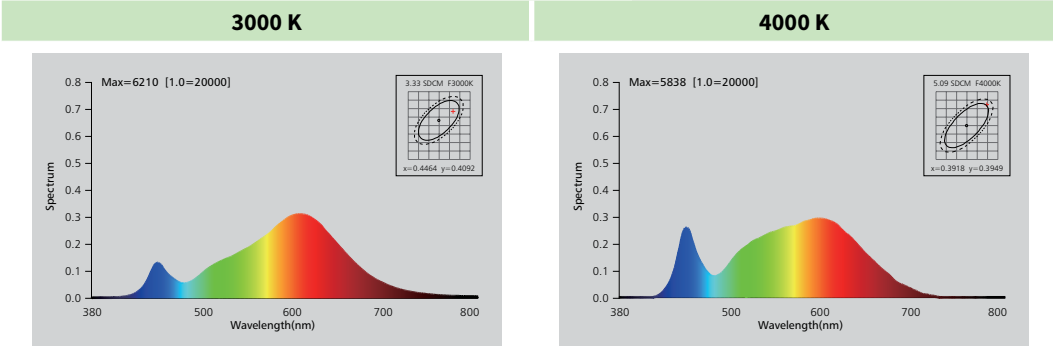 3000 K
Max=6210 [1.0=20000]
3.33 SDCM F3000K
x=0.4464 y=0.4092
Spectrum
0.8
0.7
0.6
0.5
0.4
0.3
0.2
0.1
0.0
380 500 600 700 800
Wavelength(nm)
4000 K
Max=5838 [1.0=20000]
5.09 SDCM F4000K
x=0.3918 y=0.3949
Spectrum
0.8
0.7
0.6
0.5
0.4
0.3
0.2
0.1
0.0
380 500 600 700 800
Wavelength(nm)